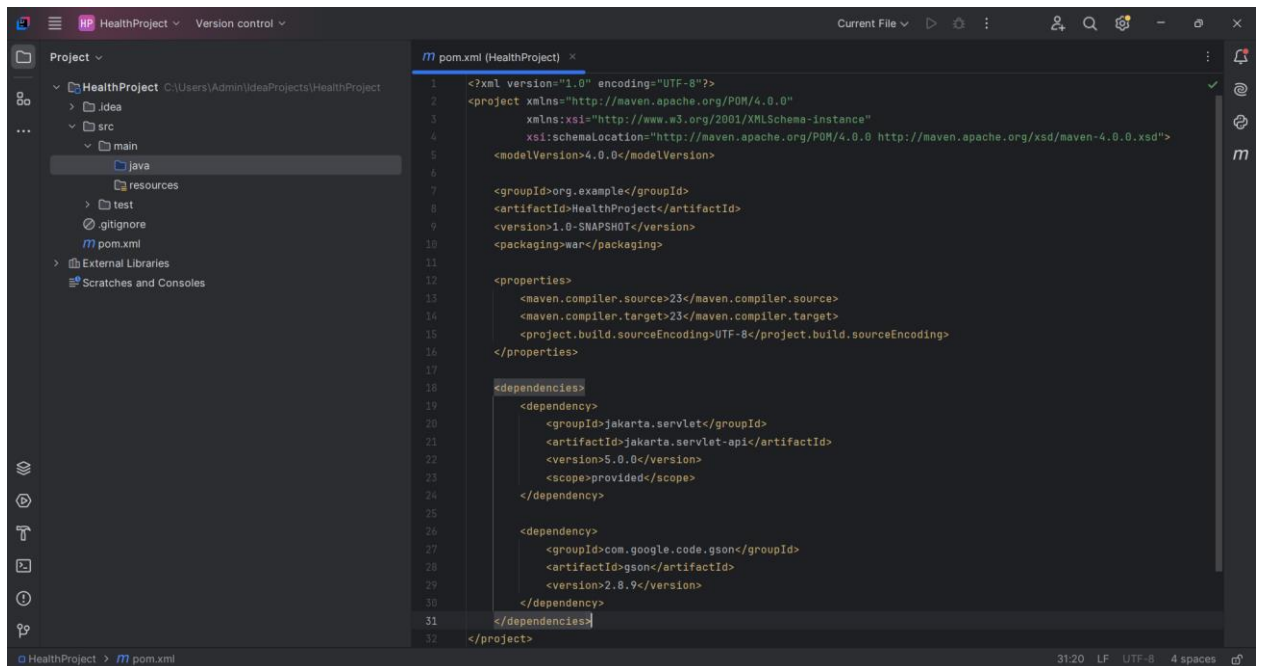 HP HealthProject Version control Current File
Project
pom.xml (HealthProject)
HealthProject C:\Users\Admin\IdeaProjects\HealthProject
.idea
src
main
java
resources
test
.gitignore
m pom.xml
External Libraries
Scratches and Consoles
1 <?xml version="1.0" encoding="UTF-8"?>
2 <project xmlns="http://maven.apache.org/POM/4.0.0"
3 xmlns:xsi="http://www.w3.org/2001/XMLSchema-instance"
4 xsi:schemaLocation="http://maven.apache.org/POM/4.0.0 http://maven.apache.org/xsd/maven-4.0.0.xsd">
5 <modelVersion>4.0.0</modelVersion>
6
7 <groupId>org.example</groupId>
8 <artifactId>HealthProject</artifactId>
9 <version>1.0-SNAPSHOT</version>
10 <packaging>war</packaging>
11
12 <properties>
13 <maven.compiler.source>23</maven.compiler.source>
14 <maven.compiler.target>23</maven.compiler.target>
15 <project.build.sourceEncoding>UTF-8</project.build.sourceEncoding>
16 </properties>
17
18 <dependencies>
19 <dependency>
20 <groupId>jakarta.servlet</groupId>
21 <artifactId>jakarta.servlet-api</artifactId>
22 <version>5.0.0</version>
23 <scope>provided</scope>
24 </dependency>
25
26 <dependency>
27 <groupId>com.google.code.gson</groupId>
28 <artifactId>gson</artifactId>
29 <version>2.8.9</version>
30 </dependency>
31 </dependencies>
32 </project>
HealthProject > m pom.xml 31:20 LF UTF-8 4 spaces